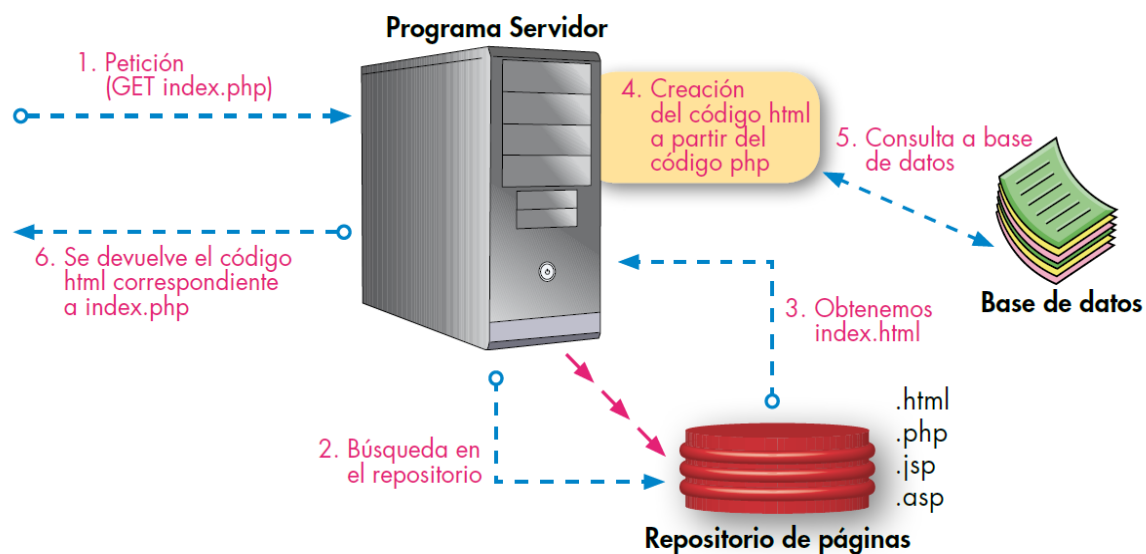 Programa Servidor
1. Petición
(GET index.php)
4. Creación
del código html
a partir del
código php
5. Consulta a base
de datos
6. Se devuelve el código
html correspondiente
a index.php
Base de datos
3. Obtenemos
index.html
2. Búsqueda en
el repositorio
.html
.php
.jsp
.asp
Repositorio de páginas